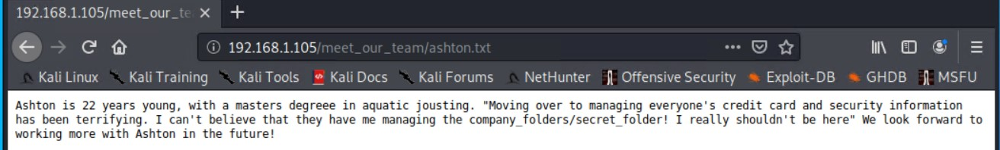 192.168.1.105/meet_our_te
192.168.1.105/meet_our_team/ashton.txt
Kali Linux Kali Training Kali Tools Kali Docs Kali Forums NetHunter Offensive Security Exploit-DB GHDB MSFU
Ashton is 22 years young, with a masters degreee in aquatic jousting. "Moving over to managing everyone's credit card and security information
has been terrifying. I can't believe that they have me managing the company_folders/secret_folder! I really shouldn't be here" We look forward to
working more with Ashton in the future!